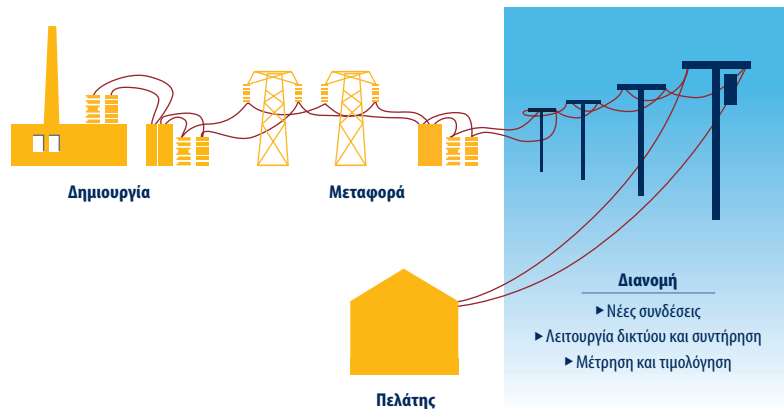 Δημιουργία
Μεταφορά
Διανομή
▶ Νέες συνδέσεις
▶ Λειτουργία δικτύου και συντήρηση
▶ Μέτρηση και τιμολόγηση
Πελάτης